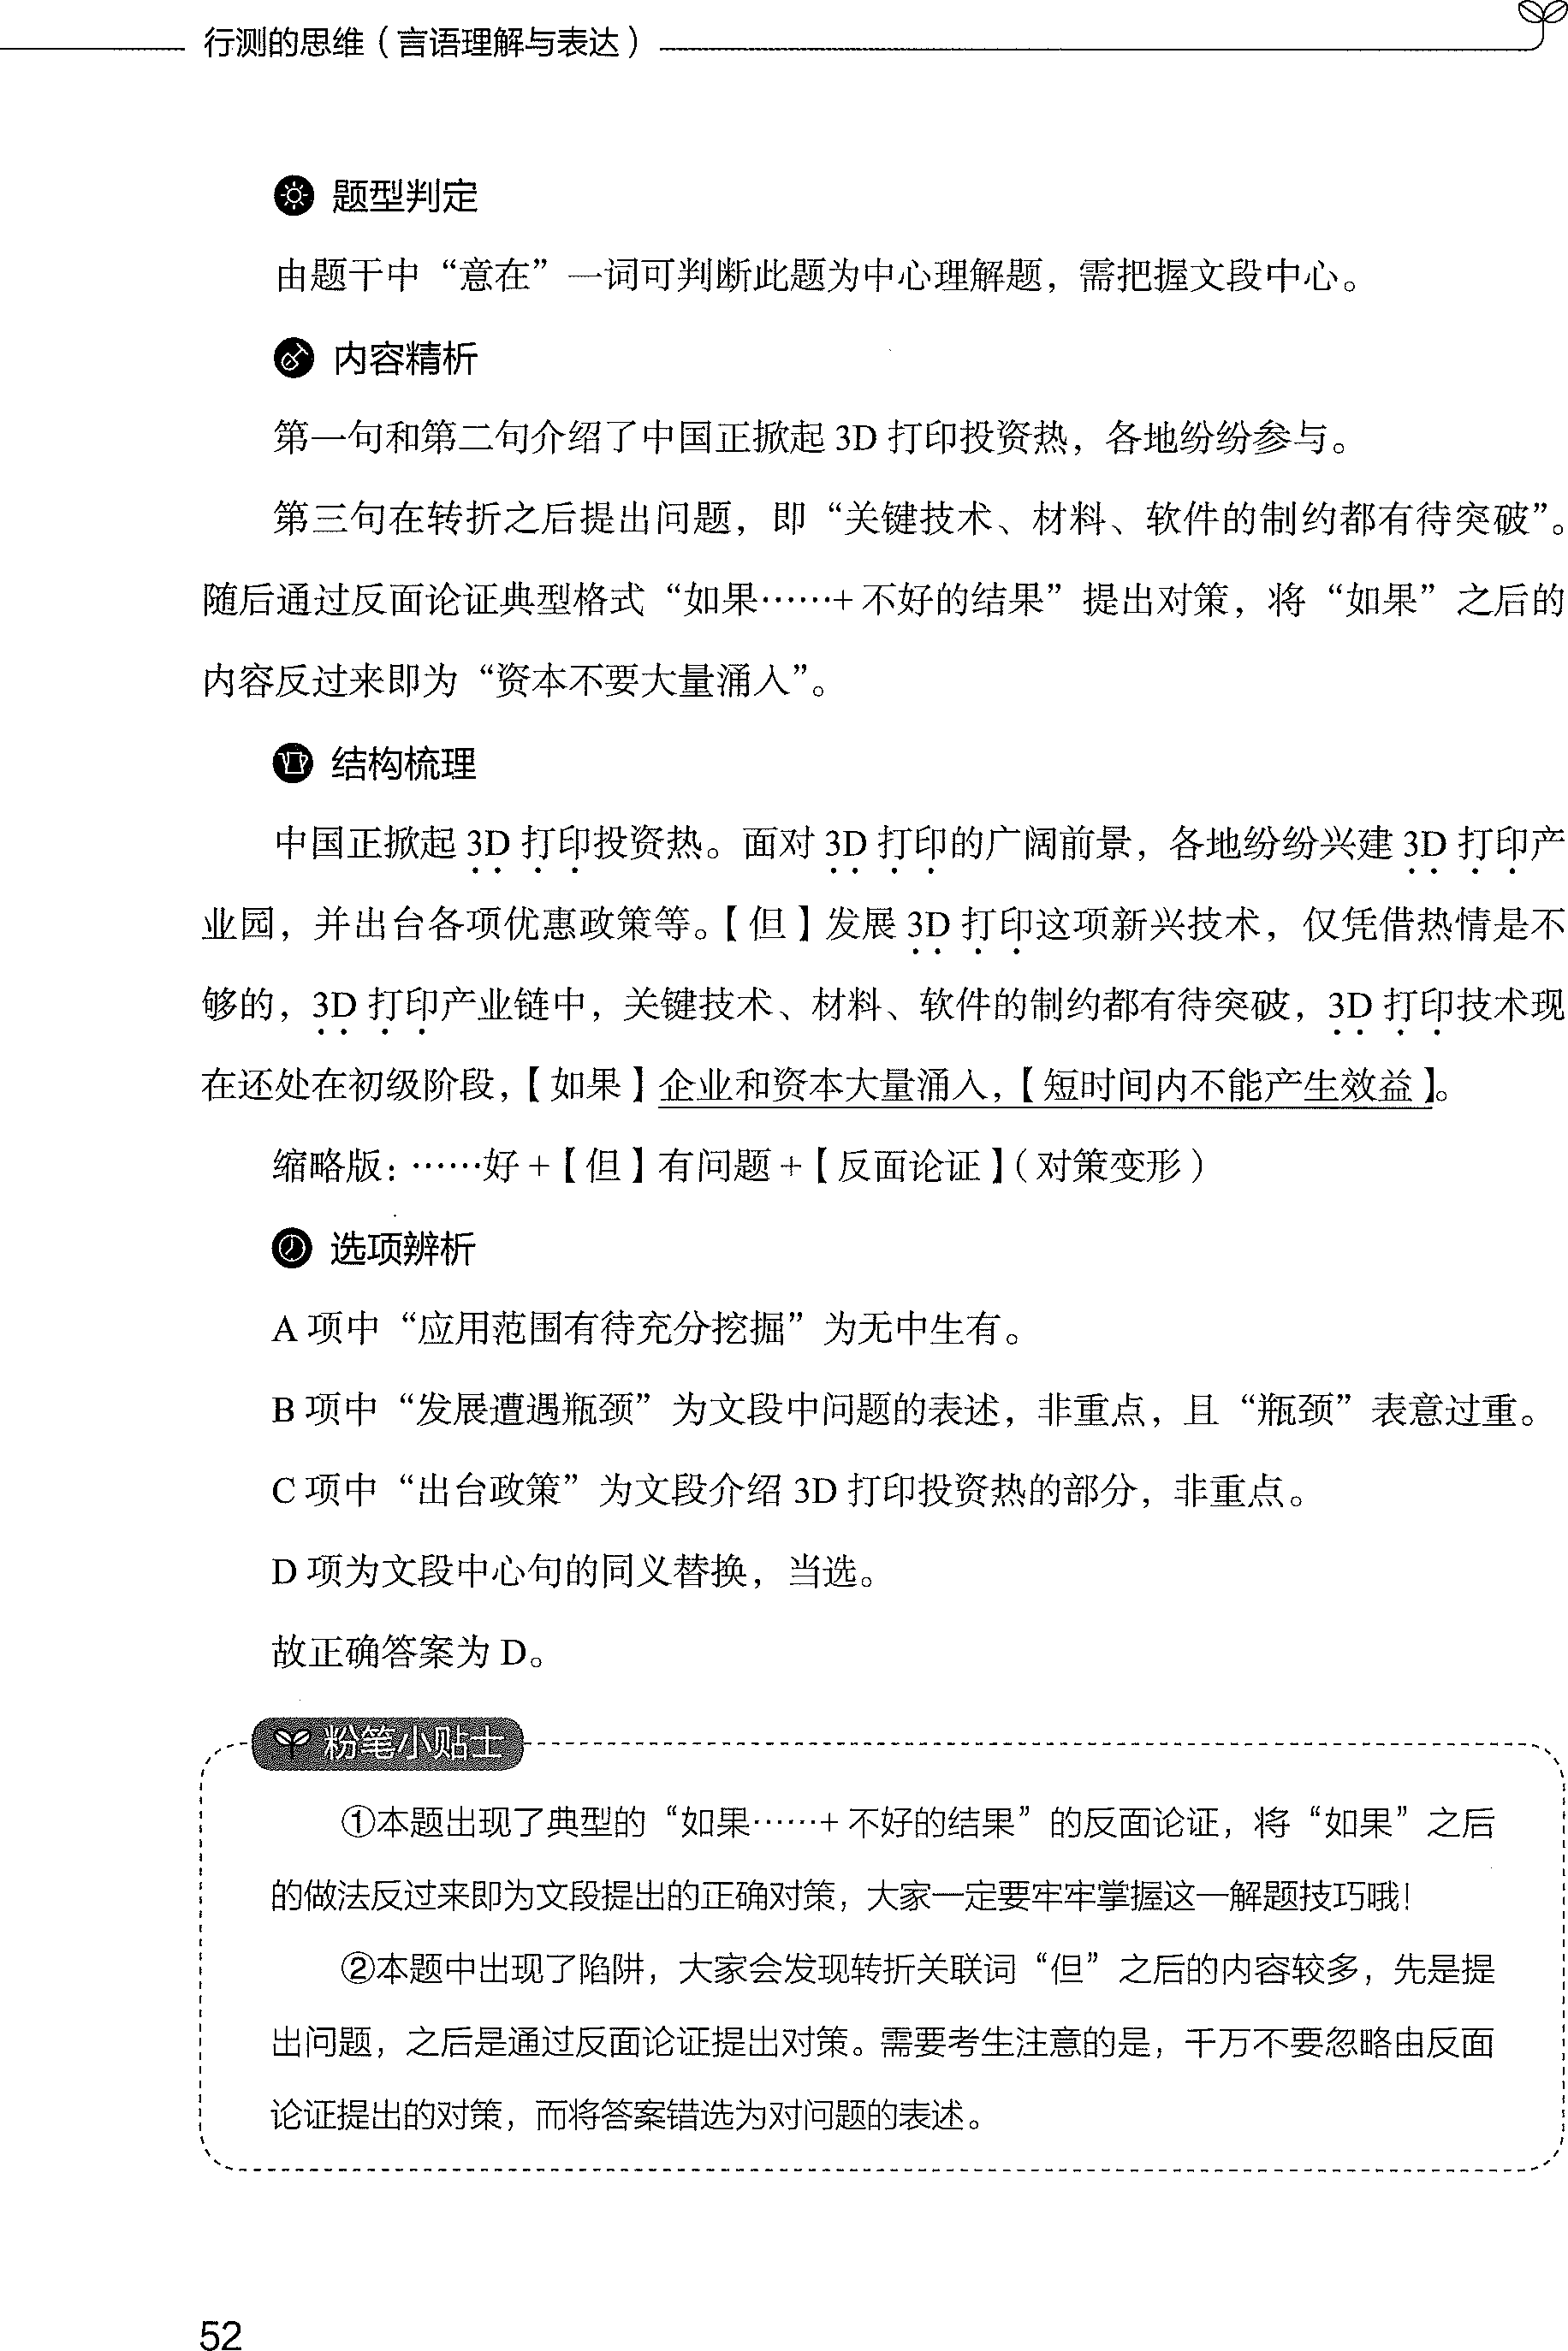 行测的思维（言语理解与表达）
题型判定
由题干中“意在”一词可判断此题为中心理解题，需把握文段中心。
内容精析
第一句和第二句介绍了中国正掀起 3D 打印投资热，各地纷纷参与。
第三句在转折之后提出问题，即“关键技术、材料、软件的制约都有待突破”。
随后通过反面论证典型格式“如果……+ 不好的结果”提出对策，将“如果”之后的
内容反过来即为“资本不要大量涌入”。
结构梳理
中国正掀起 3D 打印投资热。面对 3D 打印的广阔前景，各地纷纷兴建 3D 打印产
业园，并出台各项优惠政策等。【但】发展 3D 打印这项新兴技术，仅凭借热情是不
够的，3D 打印产业链中，关键技术、材料、软件的制约都有待突破，3D 打印技术现
在还处在初级阶段，【如果】企业和资本大量涌入，【短时间内不能产生效益】。
缩略版：……好 +【但】有问题 +【反面论证】（对策变形）
选项辨析
A 项中“应用范围有待充分挖掘”为无中生有。
B 项中“发展遭遇瓶颈”为文段中问题的表述，非重点，且“瓶颈”表意过重。
C 项中“出台政策”为文段介绍 3D 打印投资热的部分，非重点。
D 项为文段中心句的同义替换，当选。
故正确答案为 D。
粉笔小贴士
①本题出现了典型的“如果……+ 不好的结果”的反面论证，将“如果”之后
的做法反过来即为文段提出的正确对策，大家一定要牢牢掌握这一解题技巧哦！
②本题中出现了陷阱，大家会发现转折关联词“但”之后的内容较多，先是提
出问题，之后是通过反面论证提出对策。需要考生注意的是，千万不要忽略由反面
论证提出的对策，而将答案错选为对问题的表述。
52